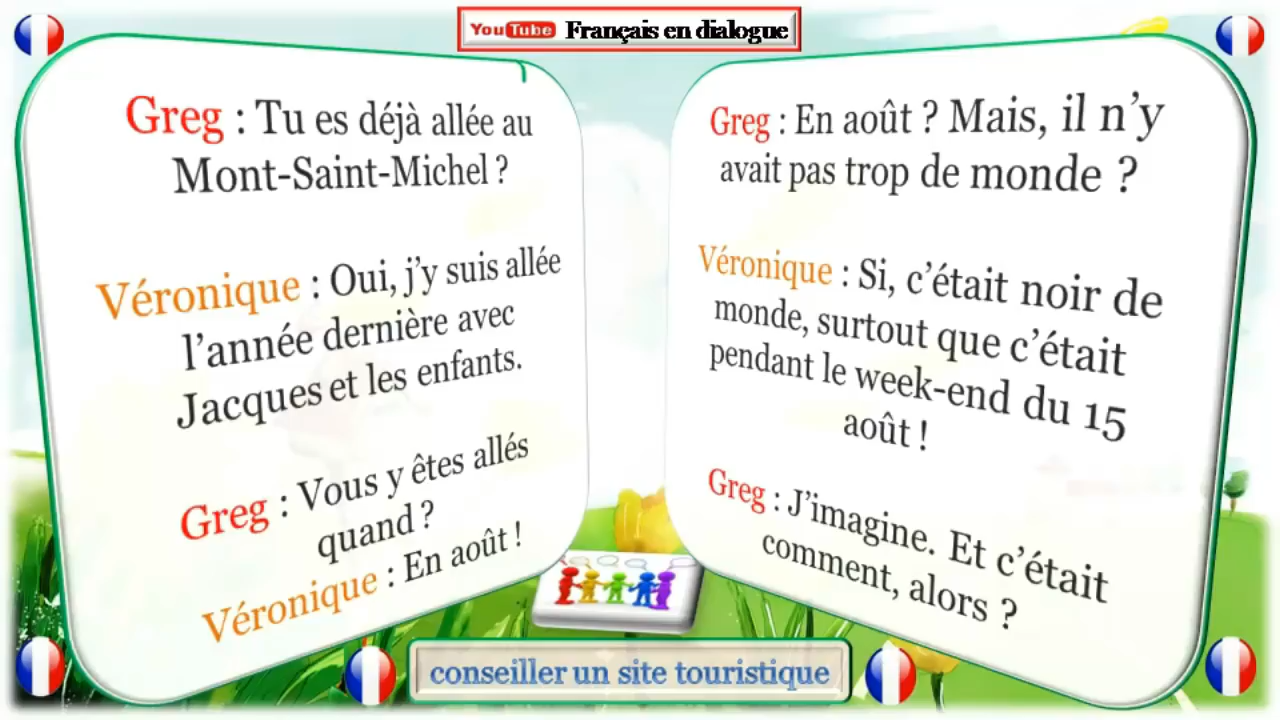 YouTube Français en dialogue
Greg : Tu es déjà allée au
Mont-Saint-Michel ?
Véronique : Oui, j'y suis allée
l'année dernière avec
Jacques et les enfants.
Greg : Vous y êtes allés
quand ?
Véronique : En août !
Greg : En août ? Mais, il n'y
avait pas trop de monde ?
Véronique : Si, c'était noir de
monde, surtout que c'était
pendant le week-end du 15
août !
Greg : J'imagine. Et c'était
comment, alors ?
conseiller un site touristique